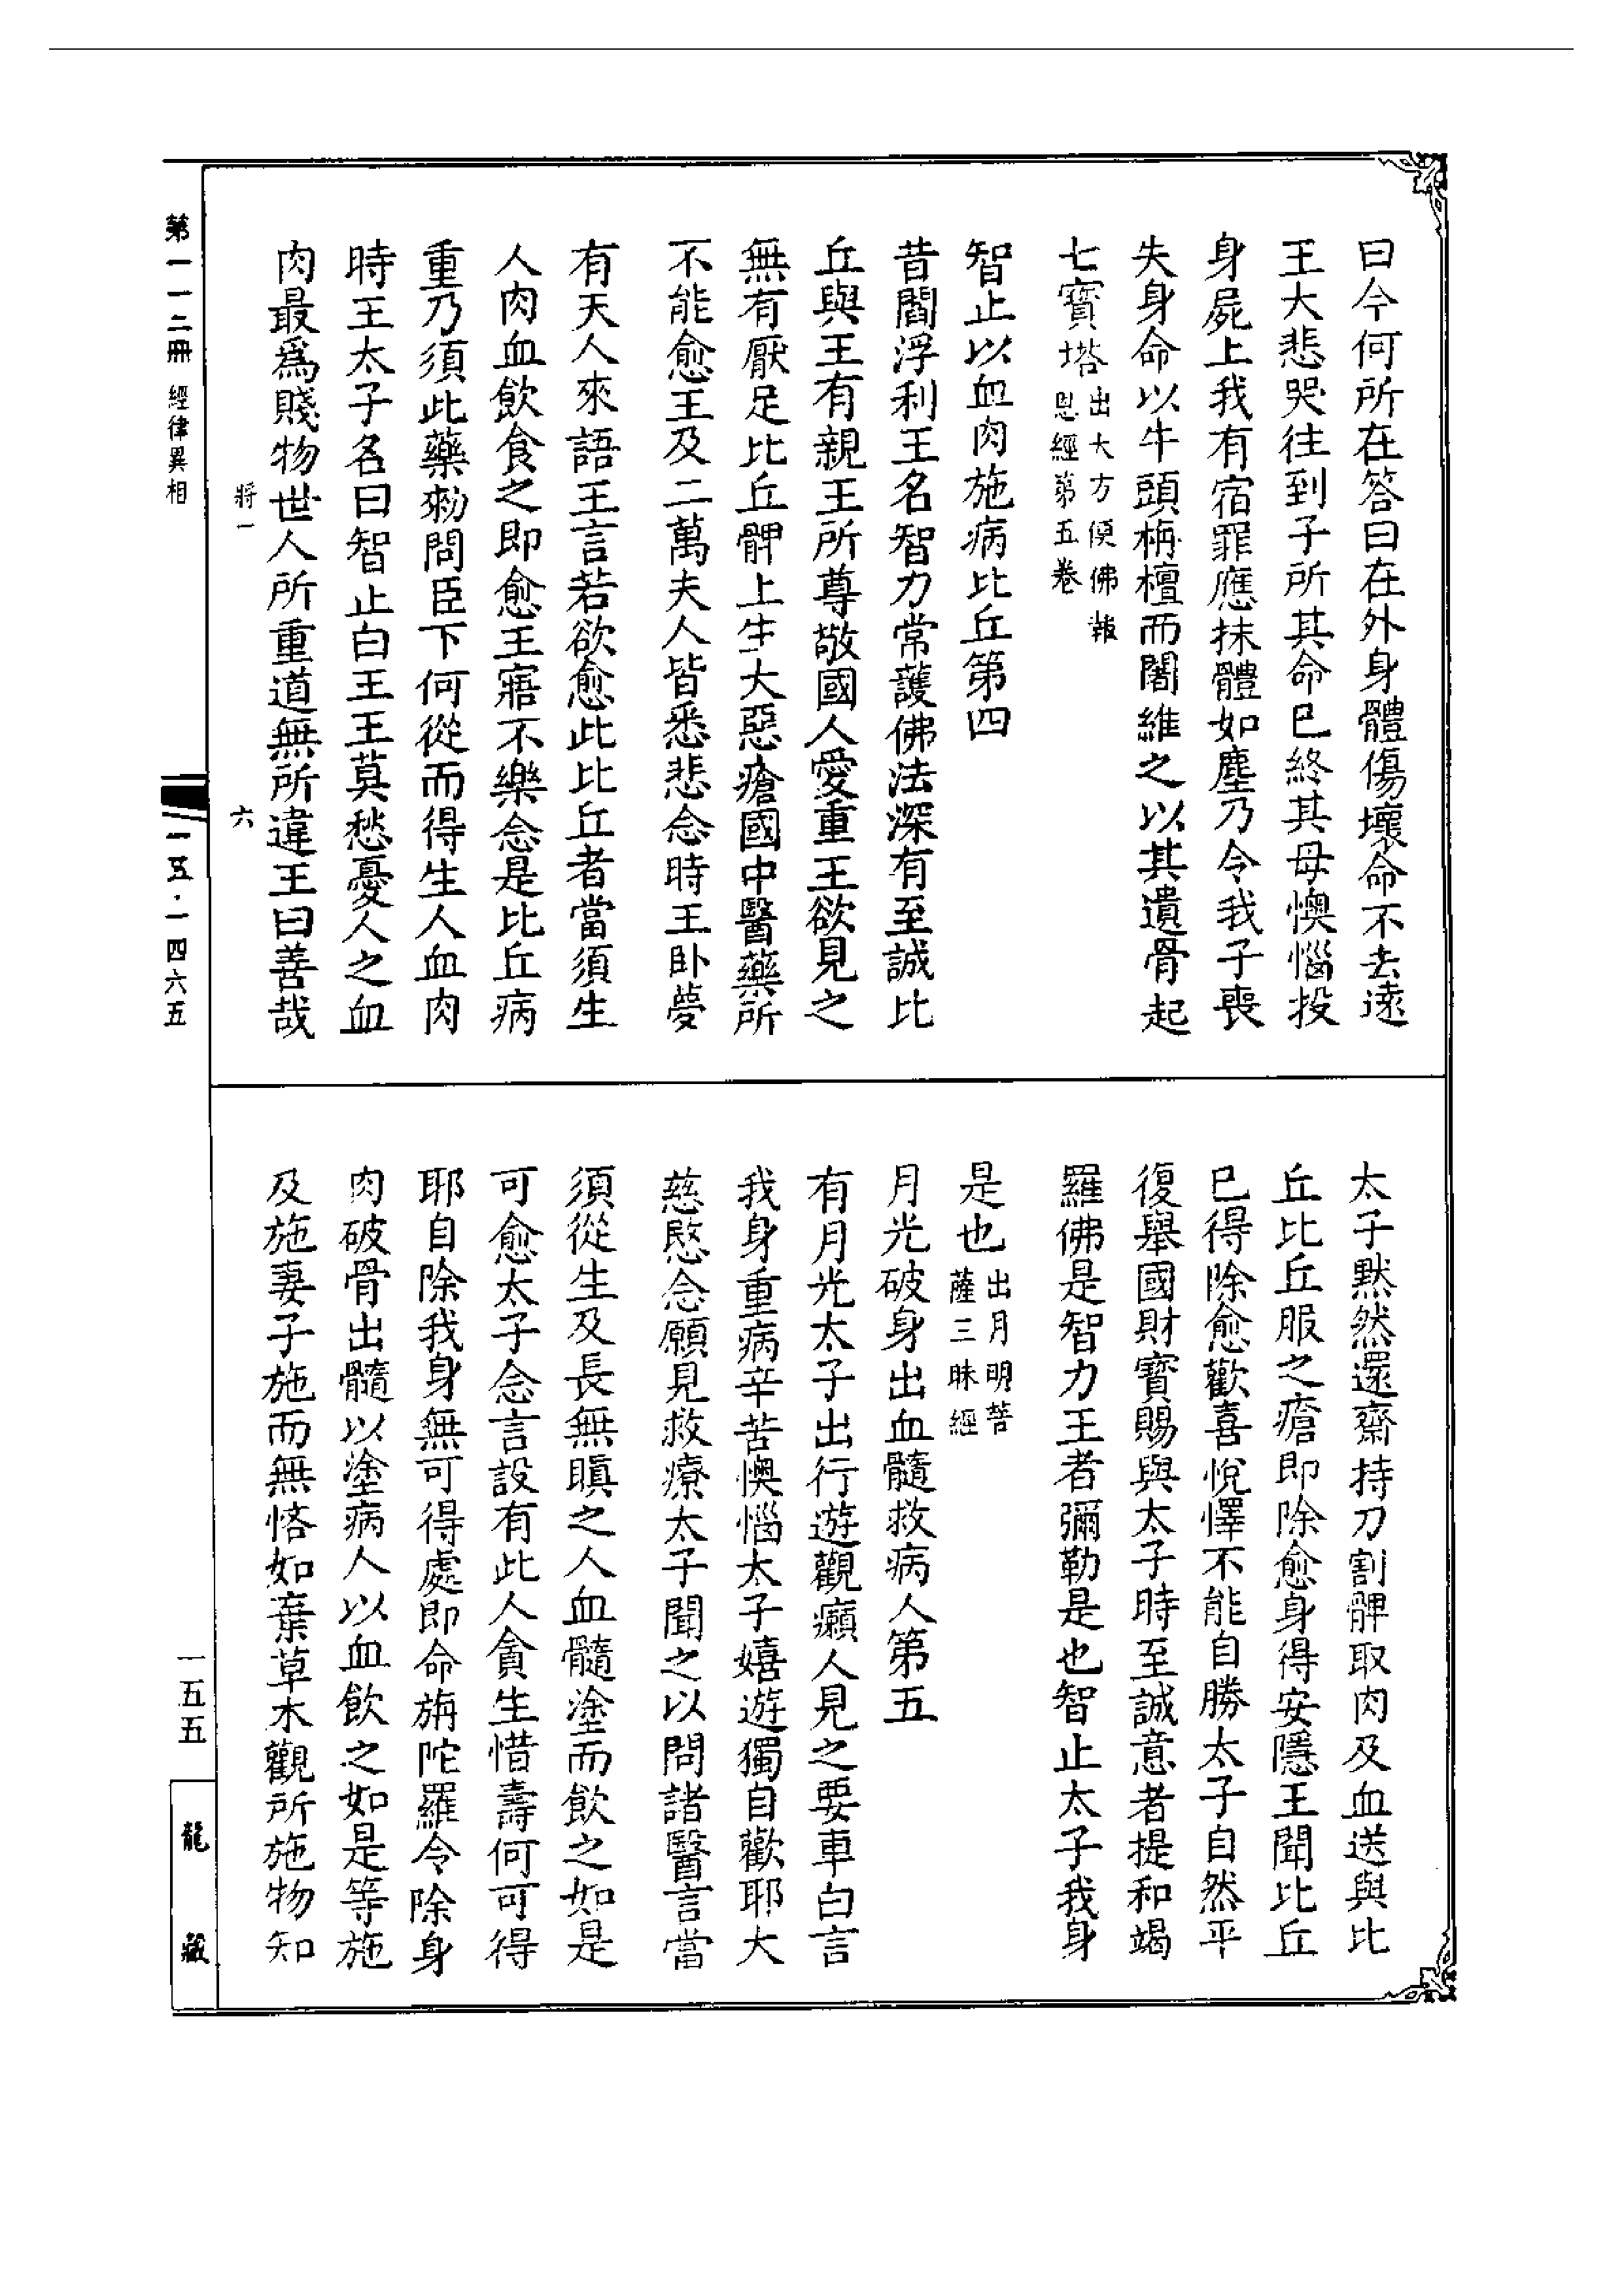 曰今何所在答曰在外身體傷壞命不去遠
王大悲哭往到子所其命已終其母懊惱投
身屍上我有宿罪應抹體如塵乃令我子喪
失身命以牛頭栴檀而闍維之以其遺骨起
七寶塔出大方便佛報
恩經第五卷
智止以血肉施病比丘第四
昔閻浮利王名智力常護佛法深有至誠比
丘與王有親王所尊敬國人愛重王欲見之
無有厭足比丘髀上生大惡瘡國中醫藥所
不能愈王及二萬夫人皆悉悲念時王卧夢
有天人來語王言若欲愈此比丘者當須生
人肉血飲食之即愈王寤不樂念是比丘病
重乃須此藥勑問臣下何從而得生人血肉
時王太子名曰智止白王王莫愁憂人之血
肉最爲賤物世人所重道無所違王曰善哉
太子默然還齋持刀割髀取肉及血送與比
丘比丘服之瘡即除愈身得安隱王聞比丘
已得除愈歡喜悅懌不能自勝太子自然平
復舉國財寶賜與太子時至誠意者提和竭
羅佛是智力王者彌勒是也智止太子我身
是也出月明菩
薩三昧經
月光破身出血髓救病人第五
有月光太子出行遊觀癩人見之要車白言
我身重病辛苦懊惱太子嬉遊獨自歡耶大
慈愍念願見救療太子聞之以問諸醫言當
須從生及長無瞋之人血髓塗而飲之如是
可愈太子念言設有此人貪生惜壽何可得
耶自除我身無可得處即命旃陀羅令除身
肉破骨出髓以塗病人以血飲之如是等施
及施妻子施而無悋如棄草木觀所施物知
將一
六
第一一二冊 經律異相
一五·一四六五
一五五
龍藏